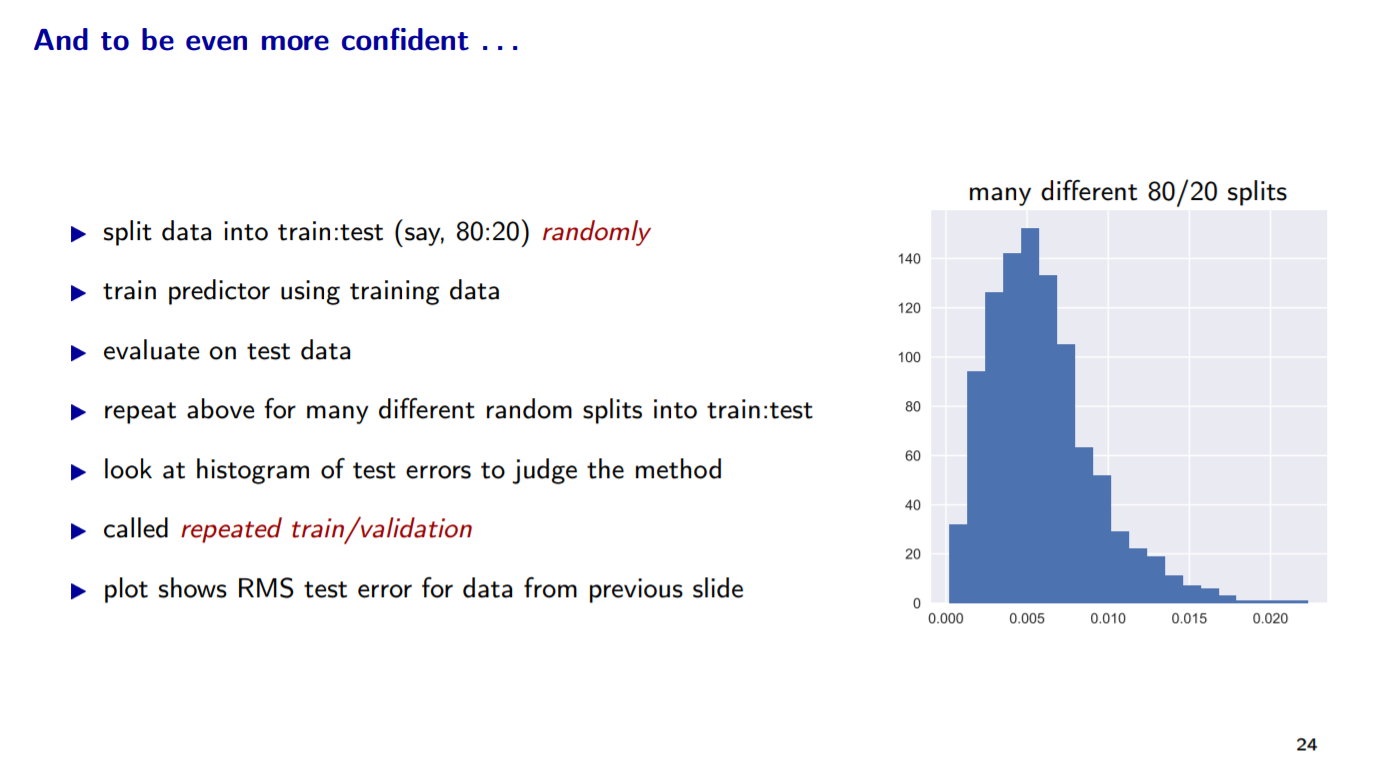 And to be even more confident . . .
▶ split data into train:test (say, 80:20) randomly
▶ train predictor using training data
▶ evaluate on test data
▶ repeat above for many different random splits into train:test
▶ look at histogram of test errors to judge the method
▶ called repeated train/validation
▶ plot shows RMS test error for data from previous slide
many different 80/20 splits
140
120
100
80
60
40
20
0
0.000 0.005 0.010 0.015 0.020
24